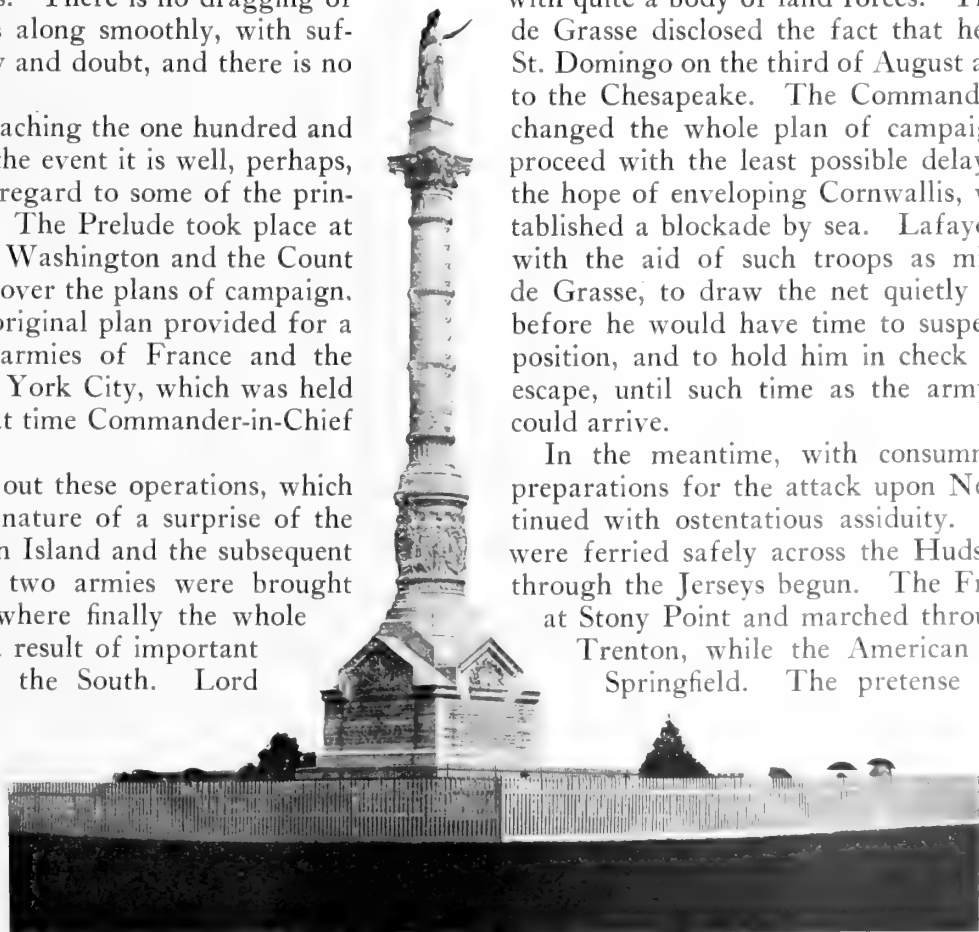 There is no dragging of
along smoothly, with suf-
and doubt, and there is no
aching the one hundred and
the event it is well, perhaps,
regard to some of the prin-
The Prelude took place at
Washington and the Count
over the plans of campaign.
original plan provided for a
armies of France and the
York City, which was held
t time Commander-in-Chief
out these operations, which
nature of a surprise of the
n Island and the subsequent
two armies were brought
where finally the whole
result of important
the South. Lord
with quite a body of land forces.
de Grasse disclosed the fact that he
St. Domingo on the third of August a
to the Chesapeake. The Command
changed the whole plan of campaig
proceed with the least possible delay
the hope of enveloping Cornwallis,
tablished a blockade by sea. Lafaye
with the aid of such troops as m
de Grasse, to draw the net quietly
before he would have time to suspe
position, and to hold him in check
escape, until such time as the army
could arrive.
In the meantime, with consumm
preparations for the attack upon Ne
tinued with ostentatious assiduity.
were ferried safely across the Huds
through the Jerseys begun. The Fr
at Stony Point and marched throu
Trenton, while the American
Springfield. The pretense